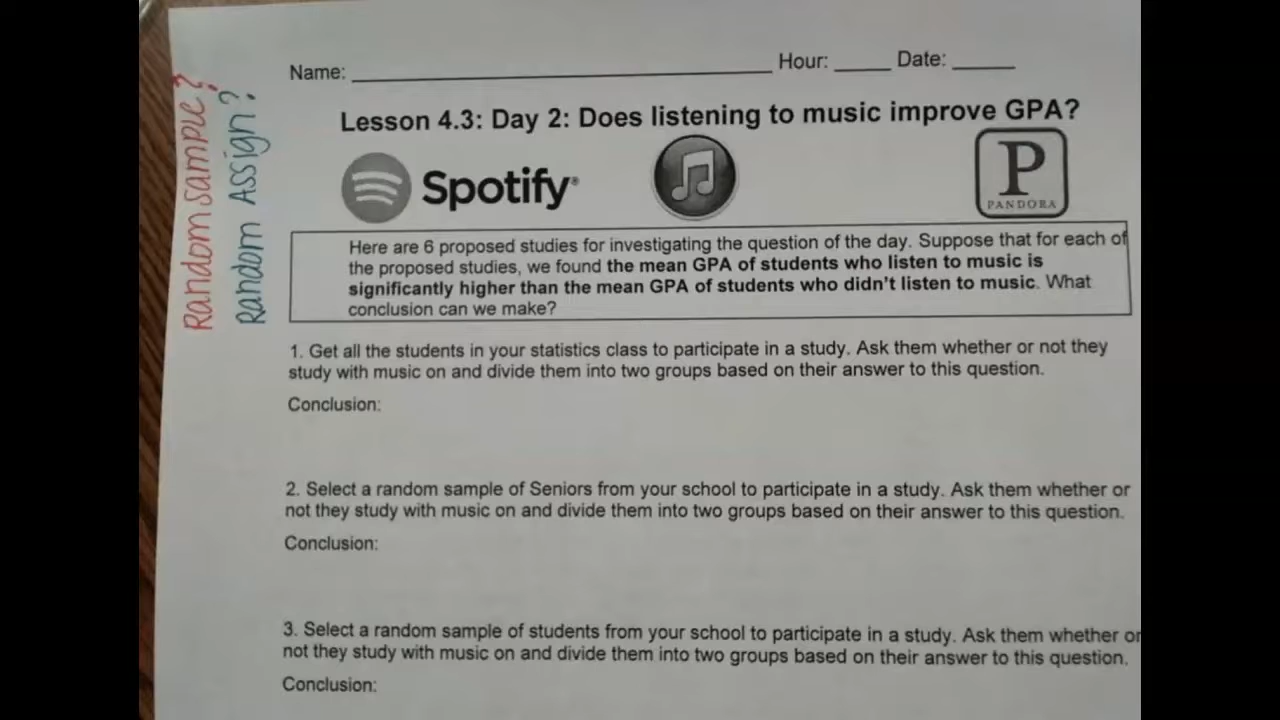 Random sample?
Random Assign?
Name: ____ Hour: ____ Date: ____
Lesson 4.3: Day 2: Does listening to music improve GPA?
Spotify®
P
PANDORA
Here are 6 proposed studies for investigating the question of the day. Suppose that for each of
the proposed studies, we found the mean GPA of students who listen to music is
significantly higher than the mean GPA of students who didn't listen to music. What
conclusion can we make?
1. Get all the students in your statistics class to participate in a study. Ask them whether or not they
study with music on and divide them into two groups based on their answer to this question.
Conclusion:
2. Select a random sample of Seniors from your school to participate in a study. Ask them whether or
not they study with music on and divide them into two groups based on their answer to this question.
Conclusion:
3. Select a random sample of students from your school to participate in a study. Ask them whether or
not they study with music on and divide them into two groups based on their answer to this question.
Conclusion: